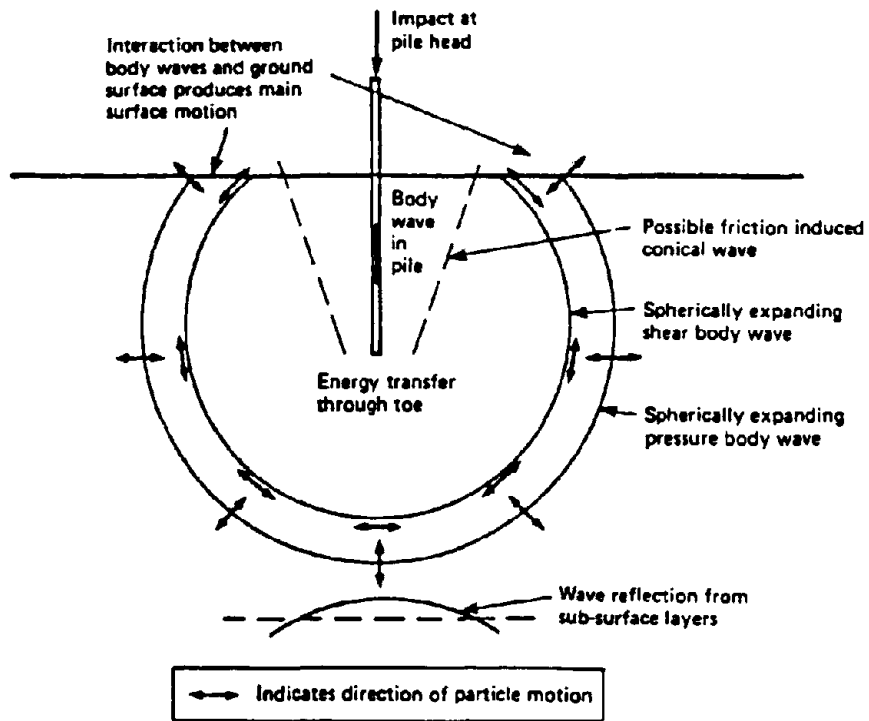 Impact at
pile head
Interaction between
body waves and ground
surface produces main
surface motion
Body
wave
in
pile
Possible friction induced
conical wave
Spherically expanding
shear body wave
Energy transfer
through toe
Spherically expanding
pressure body wave
Wave reflection from
sub-surface layers
Indicates direction of particle motion